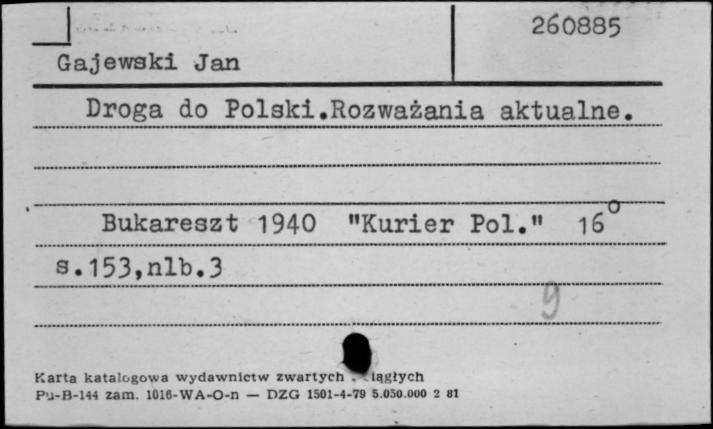 260885
Gajewski Jan
Droga do Polski.Rozważania aktualne.
Bukareszt 1940 "Kurier Pol." 16°
s.153,nlb.3
9
Karta katalogowa wydawnictw zwartych iągłych
Pu-B-144 zam. 1016-WA-O-n — DZG 1501-4-79 5.050.000 2 81